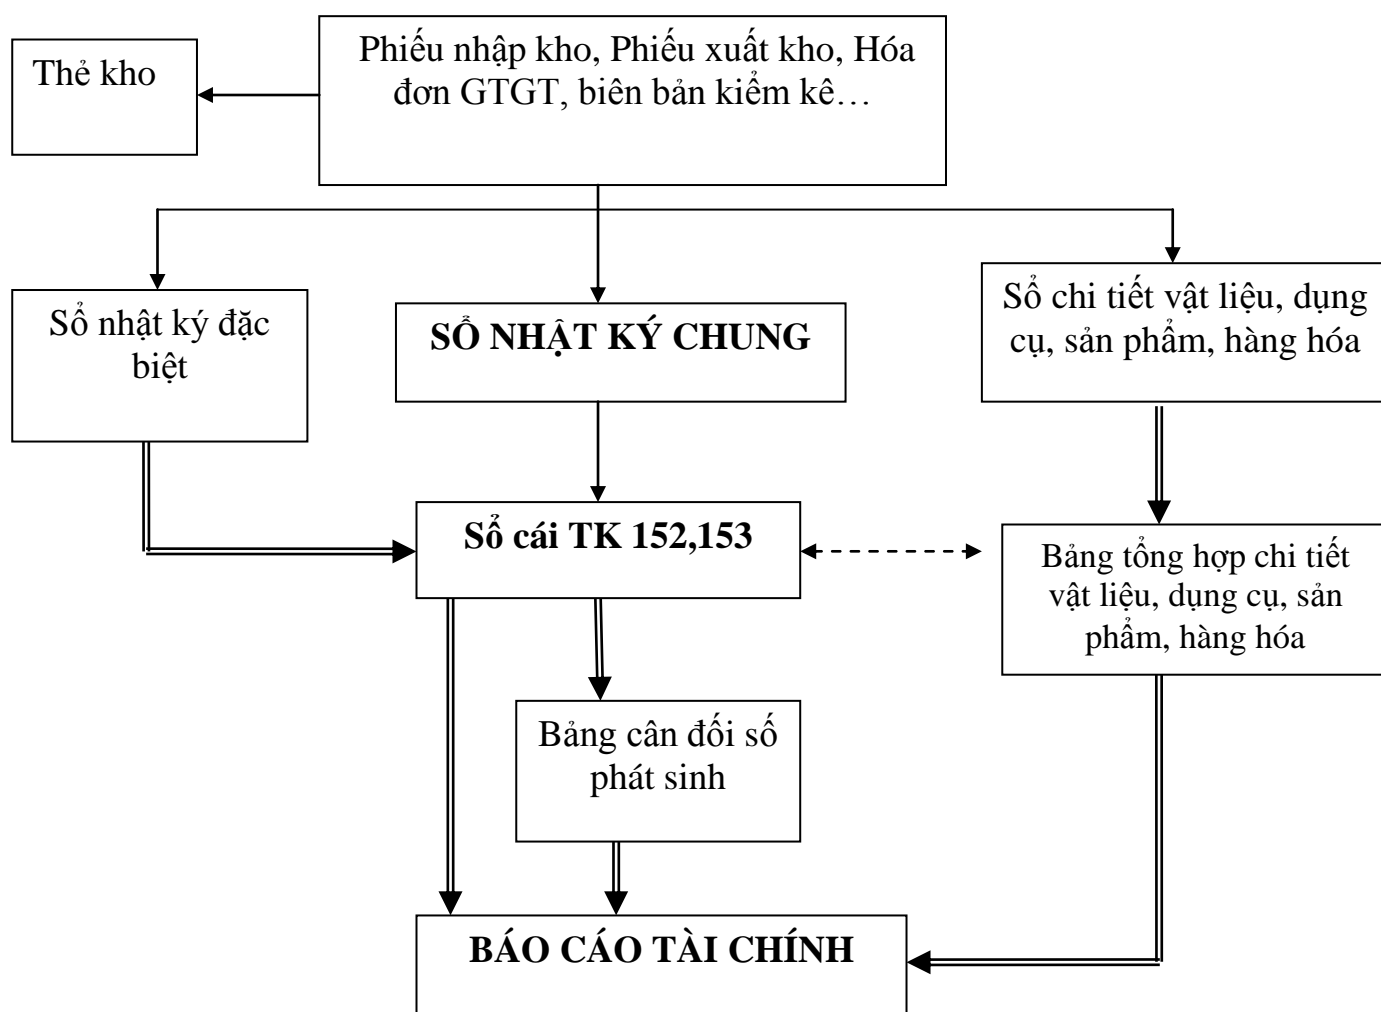 Thẻ kho
Phiếu nhập kho, Phiếu xuất kho, Hóa
đơn GTGT, biên bản kiểm kê…
Sổ nhật ký đặc
biệt
SỔ NHẬT KÝ CHUNG
Sổ chi tiết vật liệu, dụng
cụ, sản phẩm, hàng hóa
Sổ cái TK 152,153
Bảng tổng hợp chi tiết
vật liệu, dụng cụ, sản
phẩm, hàng hóa
Bảng cân đối số
phát sinh
BÁO CÁO TÀI CHÍNH